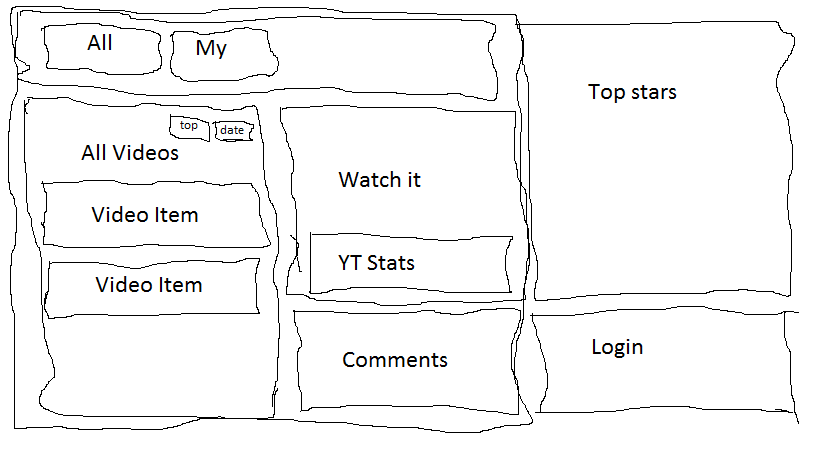 All
My
Top stars
top
date
All Videos
Watch it
Video Item
YT Stats
Video Item
Comments
Login